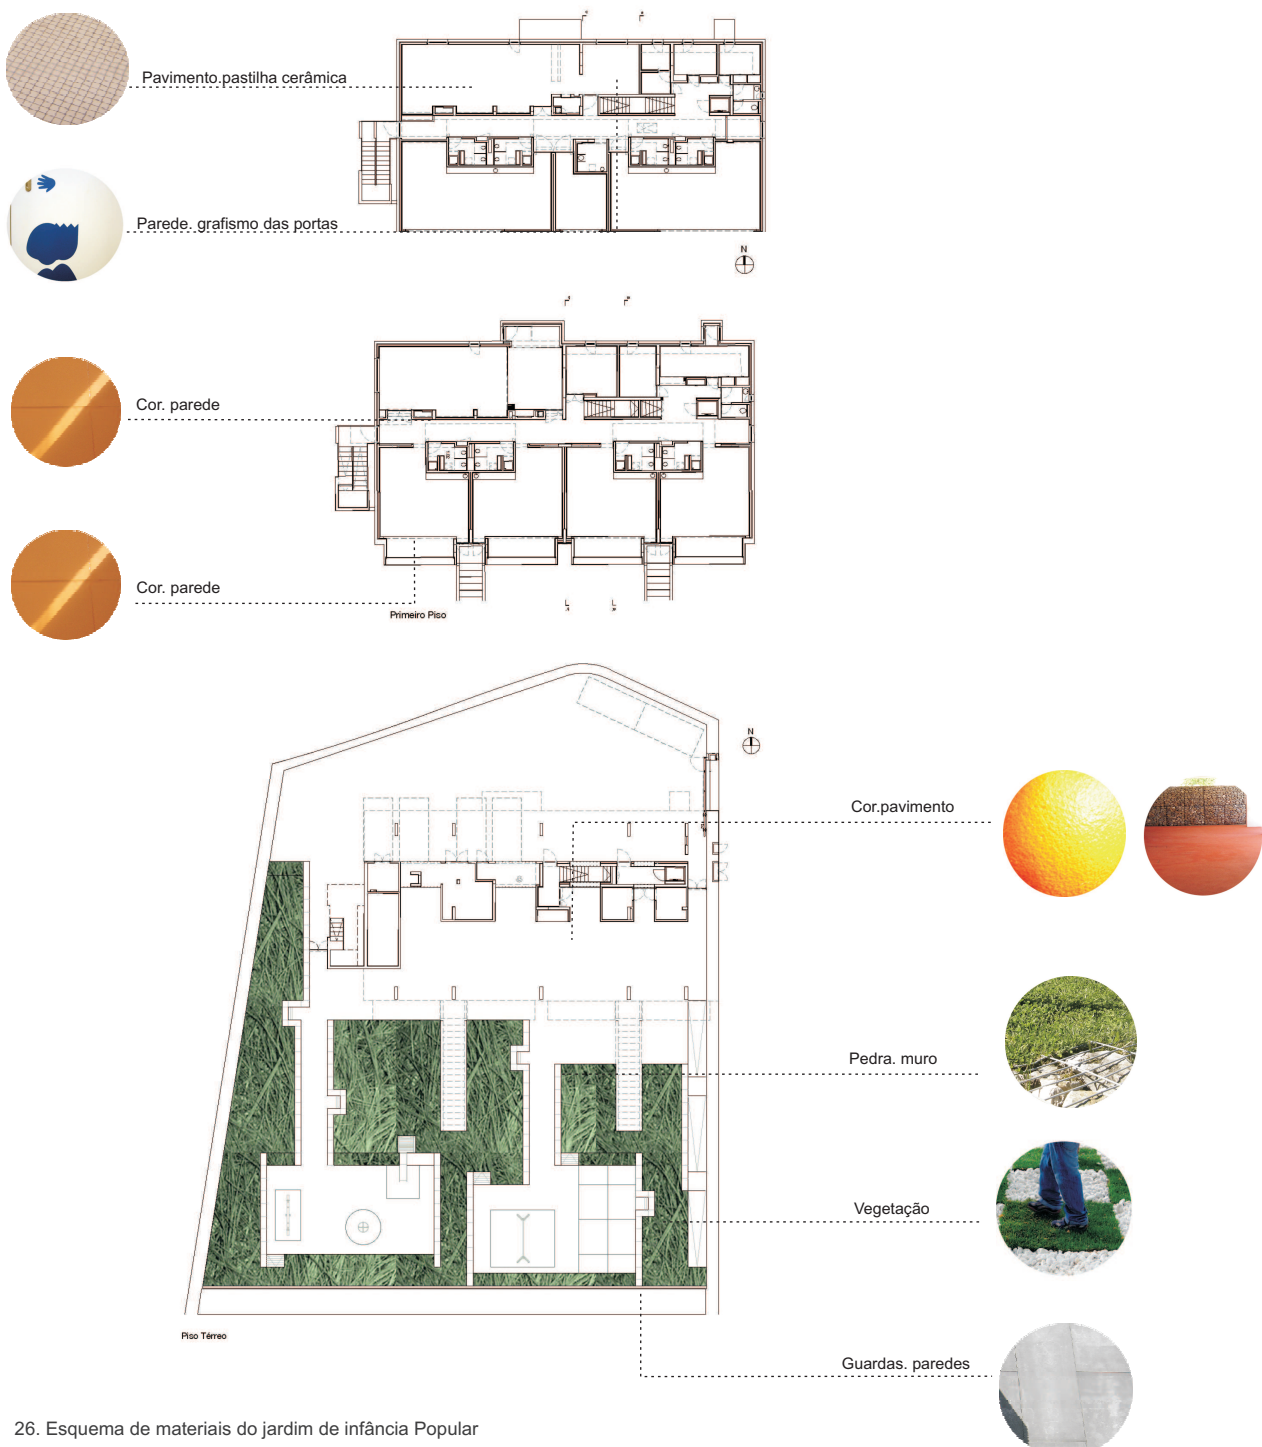 Pavimento.pastilha cerâmica
Parede. grafismo das portas
N
Cor. parede
Cor. parede
Primeiro Piso
N
Cor.pavimento
Pedra. muro
Vegetação
Piso Térreo
Guardas. paredes
26. Esquema de materiais do jardim de infância Popular